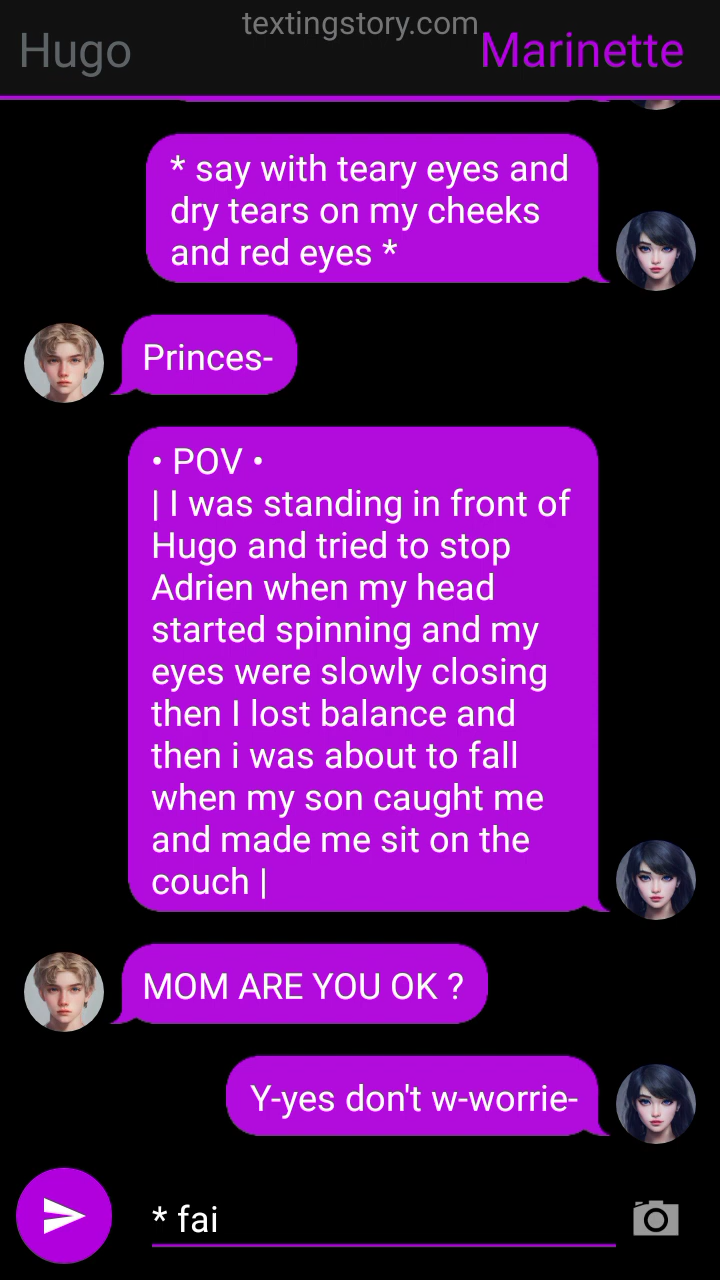 textingstory.com
Hugo
Marinette
* say with teary eyes and
dry tears on my cheeks
and red eyes *
Princes-
• POV •
| I was standing in front of
Hugo and tried to stop
Adrien when my head
started spinning and my
eyes were slowly closing
then I lost balance and
then i was about to fall
when my son caught me
and made me sit on the
couch |
MOM ARE YOU OK ?
Y-yes don't w-worrie-
* fai